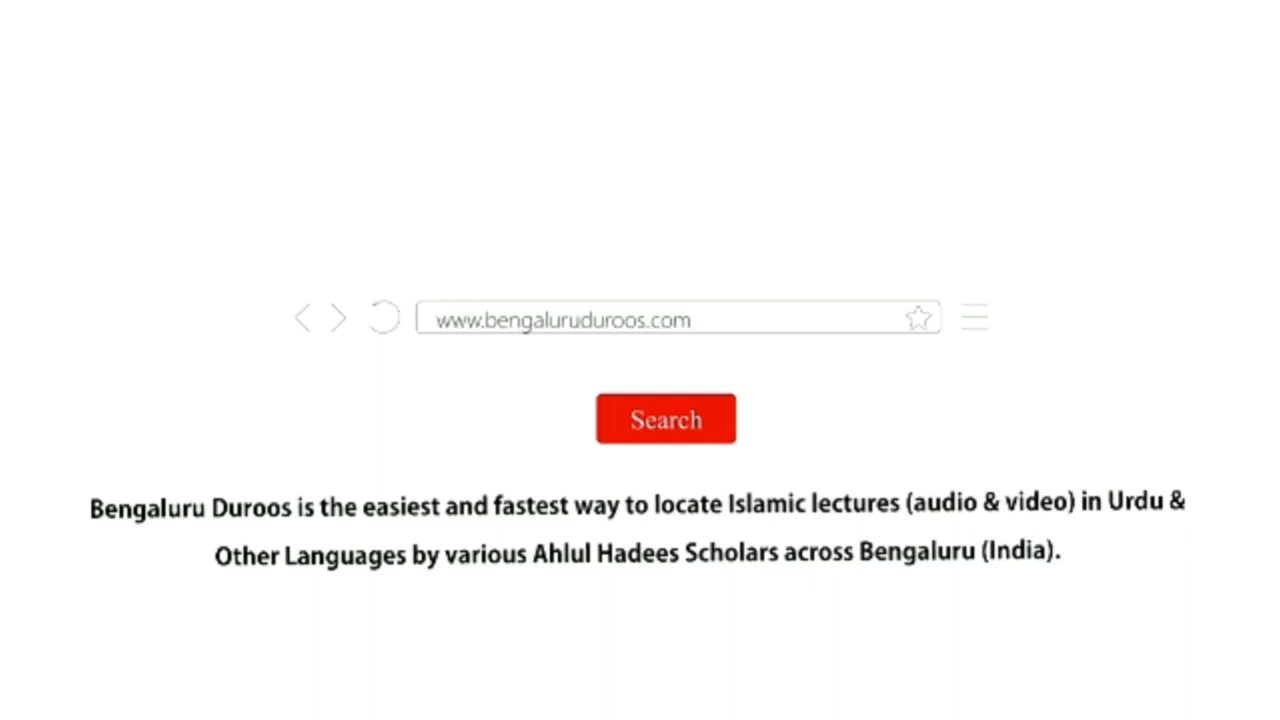 www.bengaluruduroos.com
Search
Bengaluru Duroos is the easiest and fastest way to locate Islamic lectures (audio & video) in Urdu &
Other Languages by various Ahlul Hadees Scholars across Bengaluru (India).